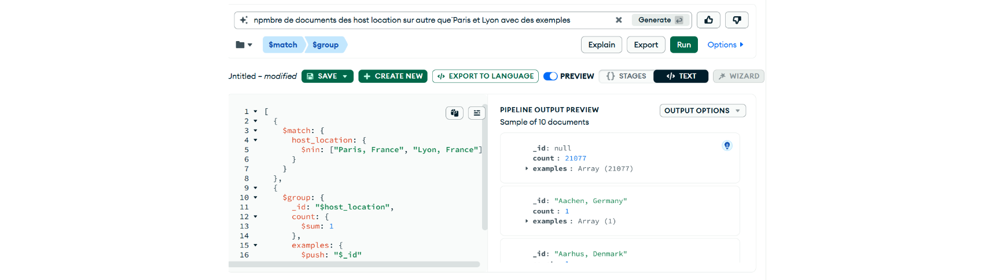 npmbre de documents des host location sur autre que Paris et Lyon avec des exemples Generate
$match $group Explain Export Run Options
Untitled – modified SAVE CREATE NEW EXPORT TO LANGUAGE PREVIEW {} STAGES </> TEXT WIZARD
1 [
2 {
3 $match: {
4 host_location: {
5 $nin: ["Paris, France", "Lyon, France"]
6 }
7 }
8 },
9 {
10 $group: {
11 _id: "$host_location",
12 count: {
13 $sum: 1
14 },
15 examples: {
16 $push: "$_id"
PIPELINE OUTPUT PREVIEW OUTPUT OPTIONS
Sample of 10 documents
_id: null
count : 21077
examples : Array (21077)
_id: "Aachen, Germany"
count : 1
examples : Array (1)
_id: "Aarhus, Denmark"